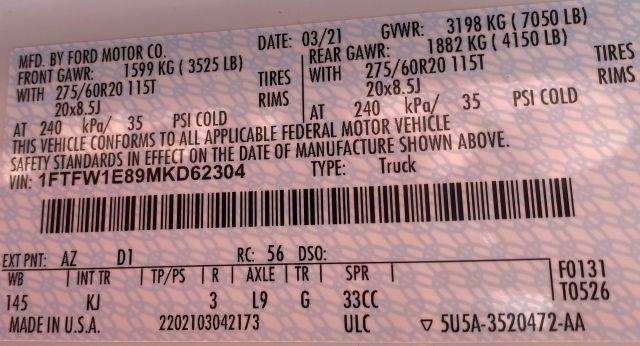 MFD. BY FORD MOTOR CO. DATE: 03/21 GVWR: 3198 KG ( 7050 LB)
FRONT GAWR: 1599 KG ( 3525 LB) REAR GAWR: 1882 KG ( 4150 LB)
WITH 275/60R20 115T TIRES WITH 275/60R20 115T TIRES
20x8.5J RIMS 20x8.5J RIMS
AT 240 kPa/ 35 PSI COLD AT 240 kPa/ 35 PSI COLD
THIS VEHICLE CONFORMS TO ALL APPLICABLE FEDERAL MOTOR VEHICLE
SAFETY STANDARDS IN EFFECT ON THE DATE OF MANUFACTURE SHOWN ABOVE.
VIN: 1FTFW1E89MKD62304 TYPE: Truck
EXT PNT: AZ D1 RC: 56 DSO:
WB INT TR TP/PS R AXLE TR SPR F0131
145 KJ 3 L9 G 33CC T0526
MADE IN U.S.A. 2202103042173 ULC ▽ 5U5A-3520472-AA